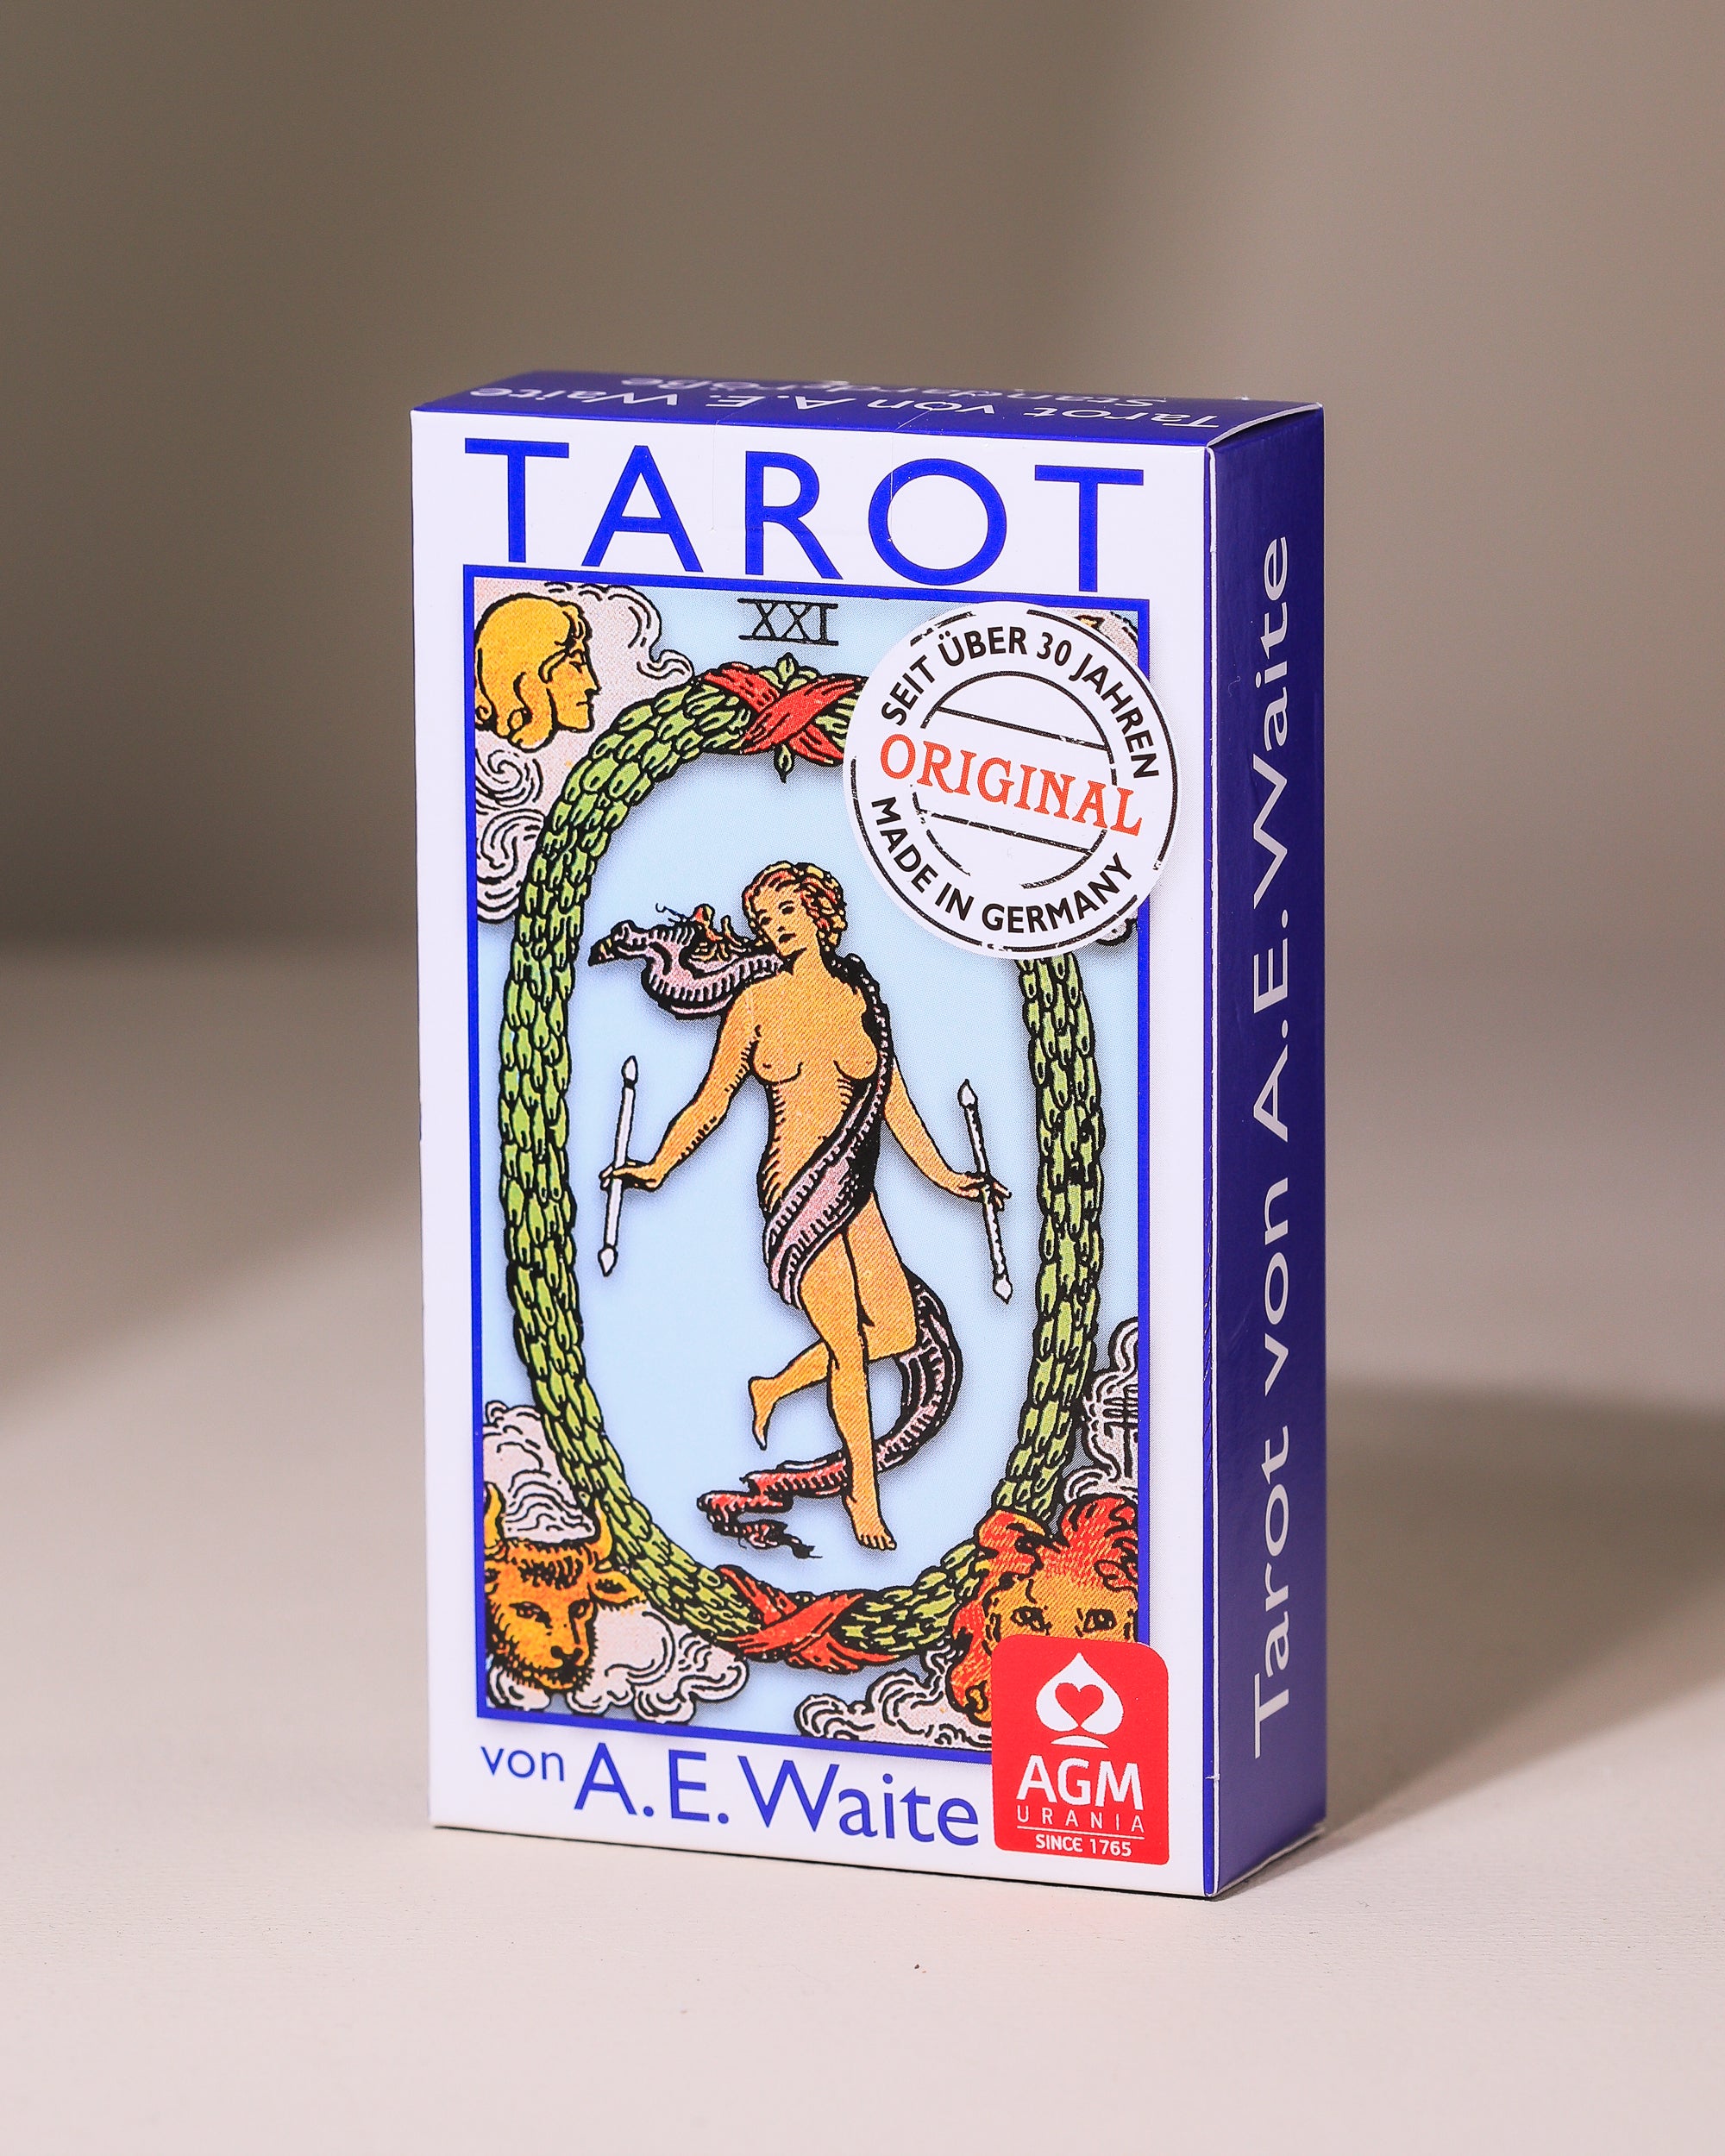 Tarot von A.E. Waite
Standardgröße
TAROT
XXI
SEIT ÜBER 30 JAHREN
ORIGINAL
MADE IN GERMANY
von A.E. Waite
AGM
URANIA
SINCE 1765
Tarot von A.E. Waite